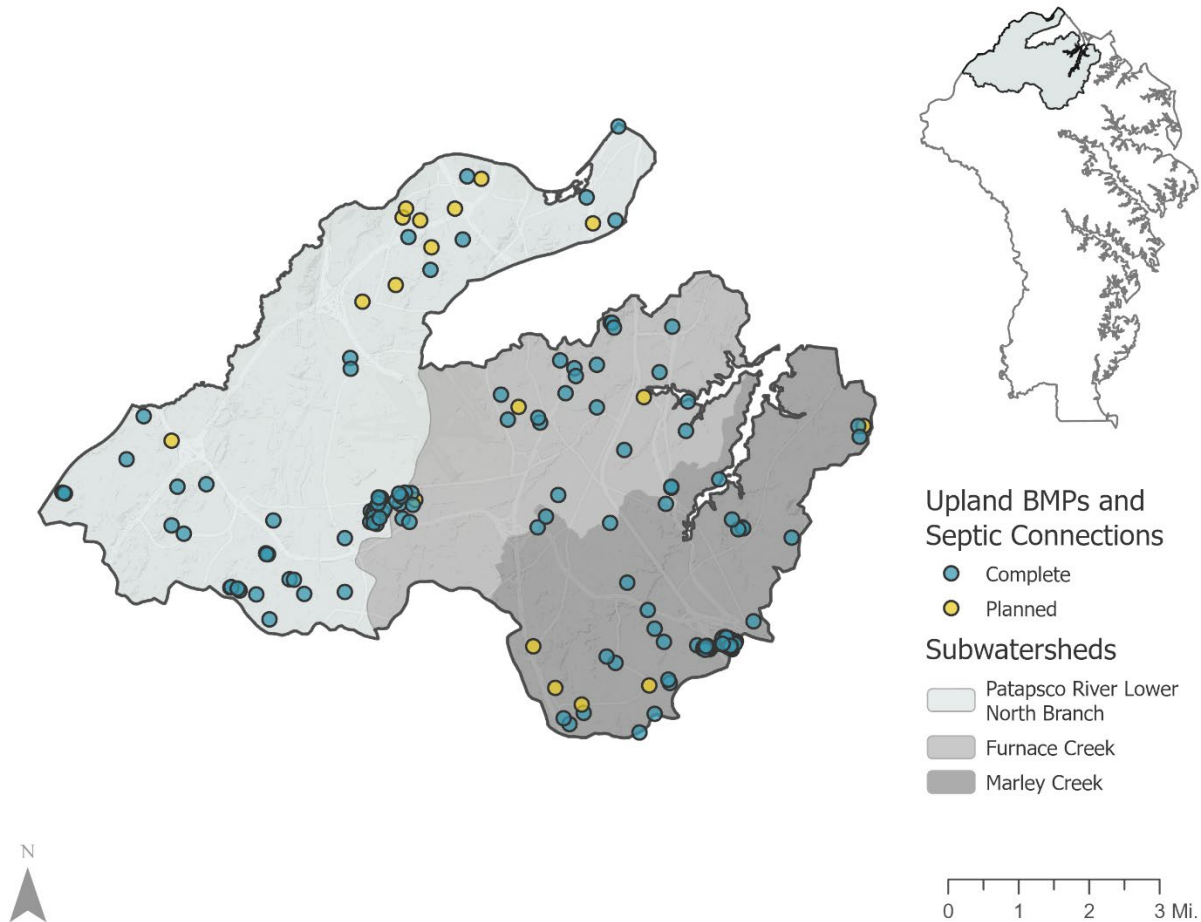 Upland BMPs and
Septic Connections
Complete
Planned
Subwatersheds
Patapsco River Lower
North Branch
Furnace Creek
Marley Creek
N
0 1 2 3 Mi.